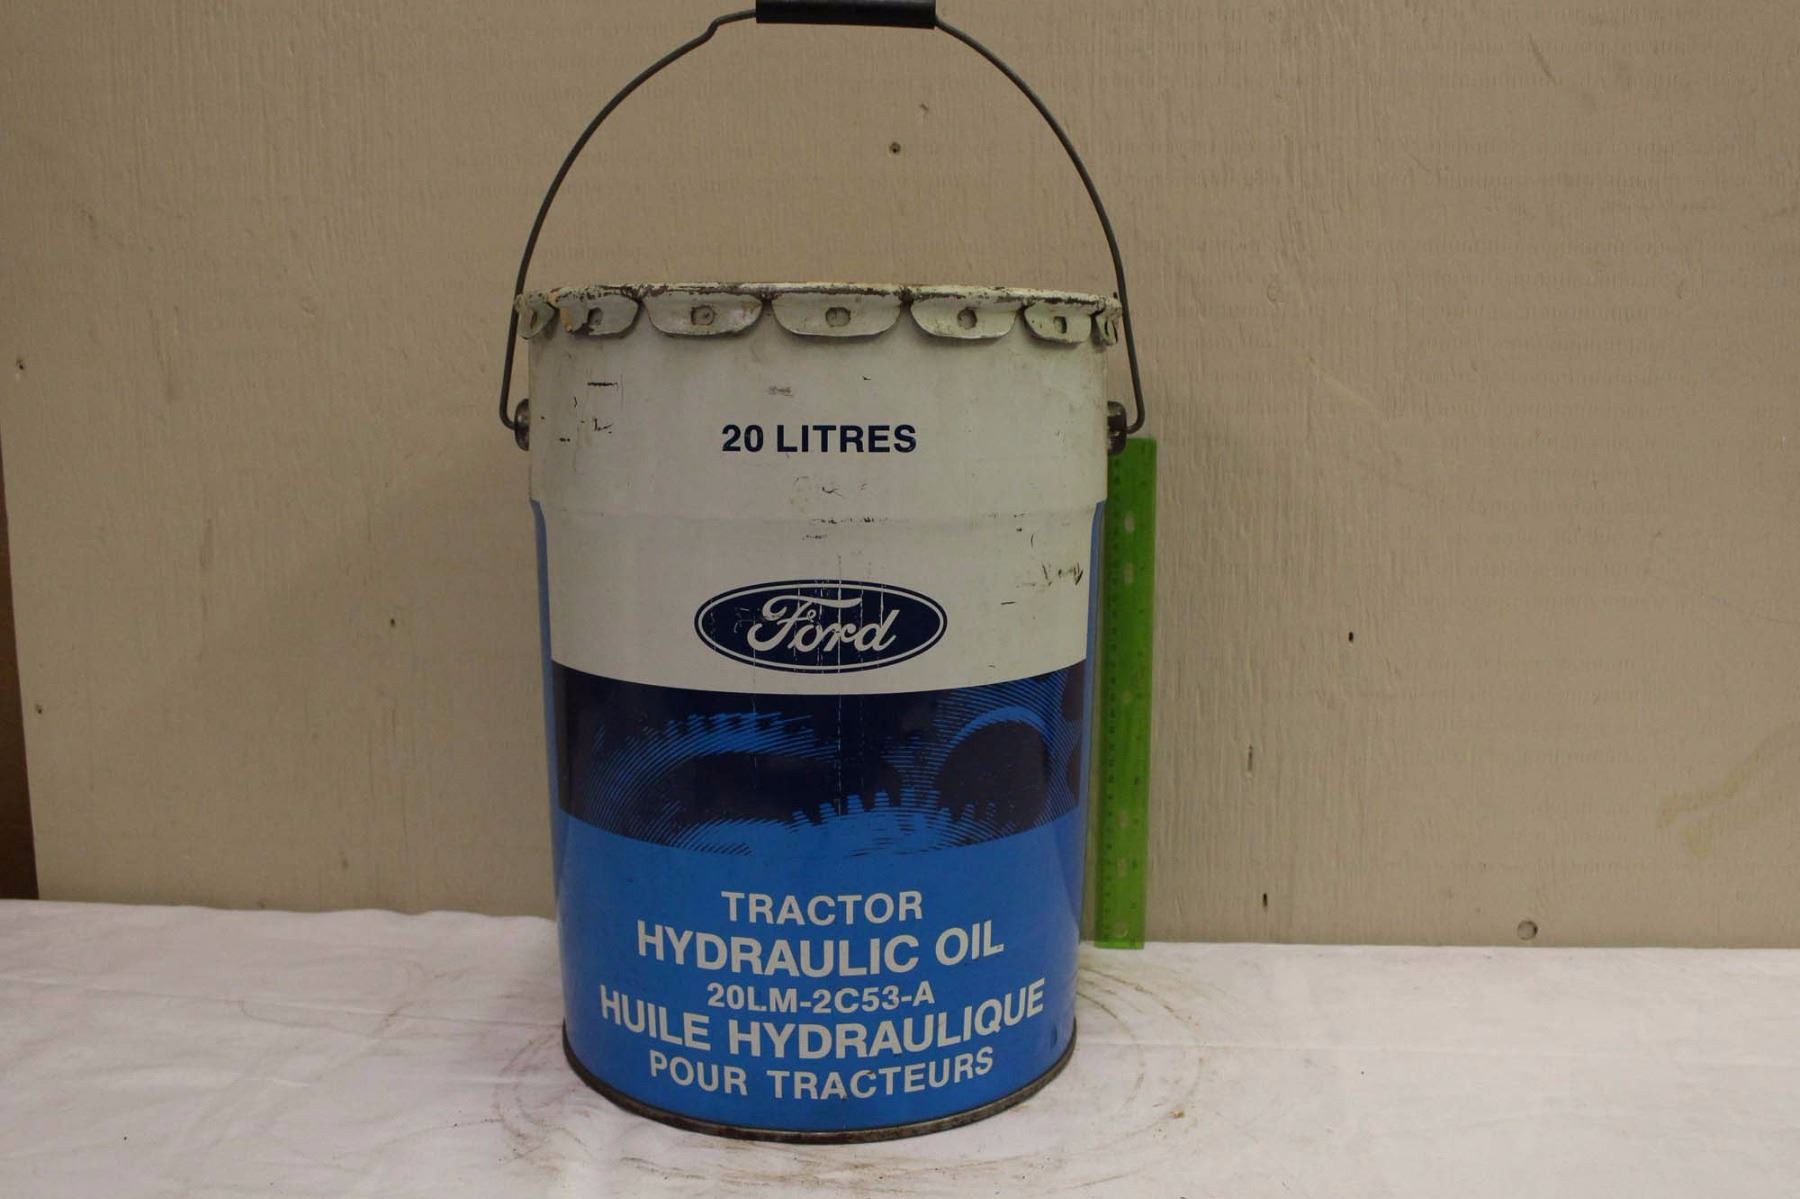 20 LITRES
Ford
TRACTOR
HYDRAULIC OIL
20LM-2C53-A
HUILE HYDRAULIQUE
POUR TRACTEURS